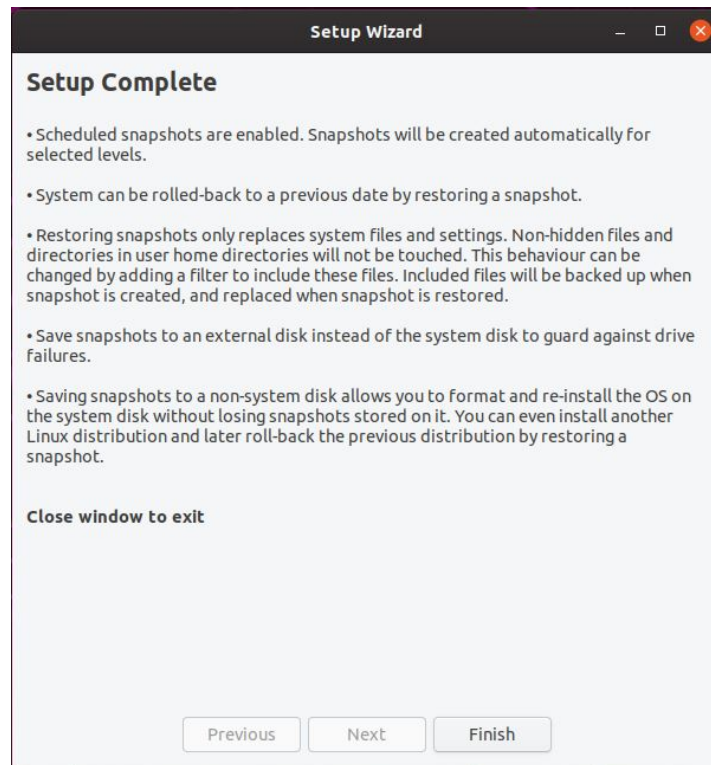 Setup Wizard
Setup Complete
• Scheduled snapshots are enabled. Snapshots will be created automatically for
selected levels.
• System can be rolled-back to a previous date by restoring a snapshot.
• Restoring snapshots only replaces system files and settings. Non-hidden files and
directories in user home directories will not be touched. This behaviour can be
changed by adding a filter to include these files. Included files will be backed up when
snapshot is created, and replaced when snapshot is restored.
• Save snapshots to an external disk instead of the system disk to guard against drive
failures.
• Saving snapshots to a non-system disk allows you to format and re-install the OS on
the system disk without losing snapshots stored on it. You can even install another
Linux distribution and later roll-back the previous distribution by restoring a
snapshot.
Close window to exit
Previous Next Finish